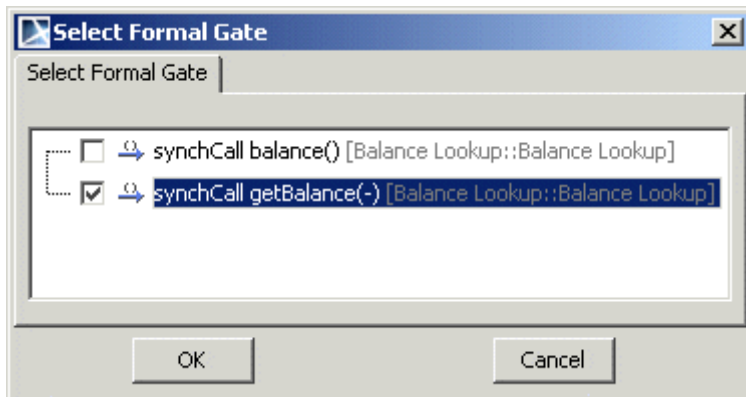 Select Formal Gate
Select Formal Gate
synchCall balance() [Balance Lookup::Balance Lookup]
synchCall getBalance(-) [Balance Lookup::Balance Lookup]
OK Cancel